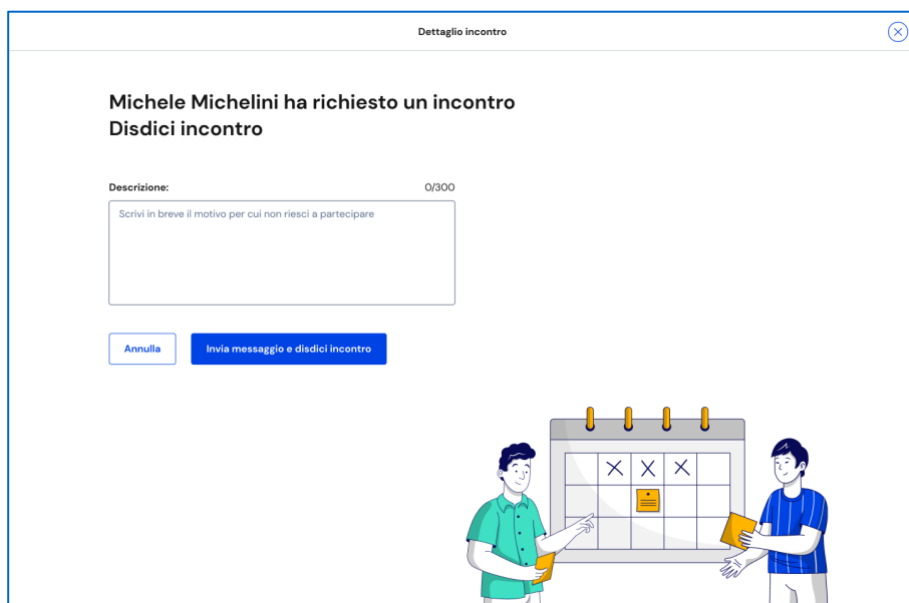 Dettaglio incontro
Michele Michelini ha richiesto un incontro
Disdici incontro
Descrizione: 0/300
Scrivi in breve il motivo per cui non riesci a partecipare
Annulla Invia messaggio e disdici incontro